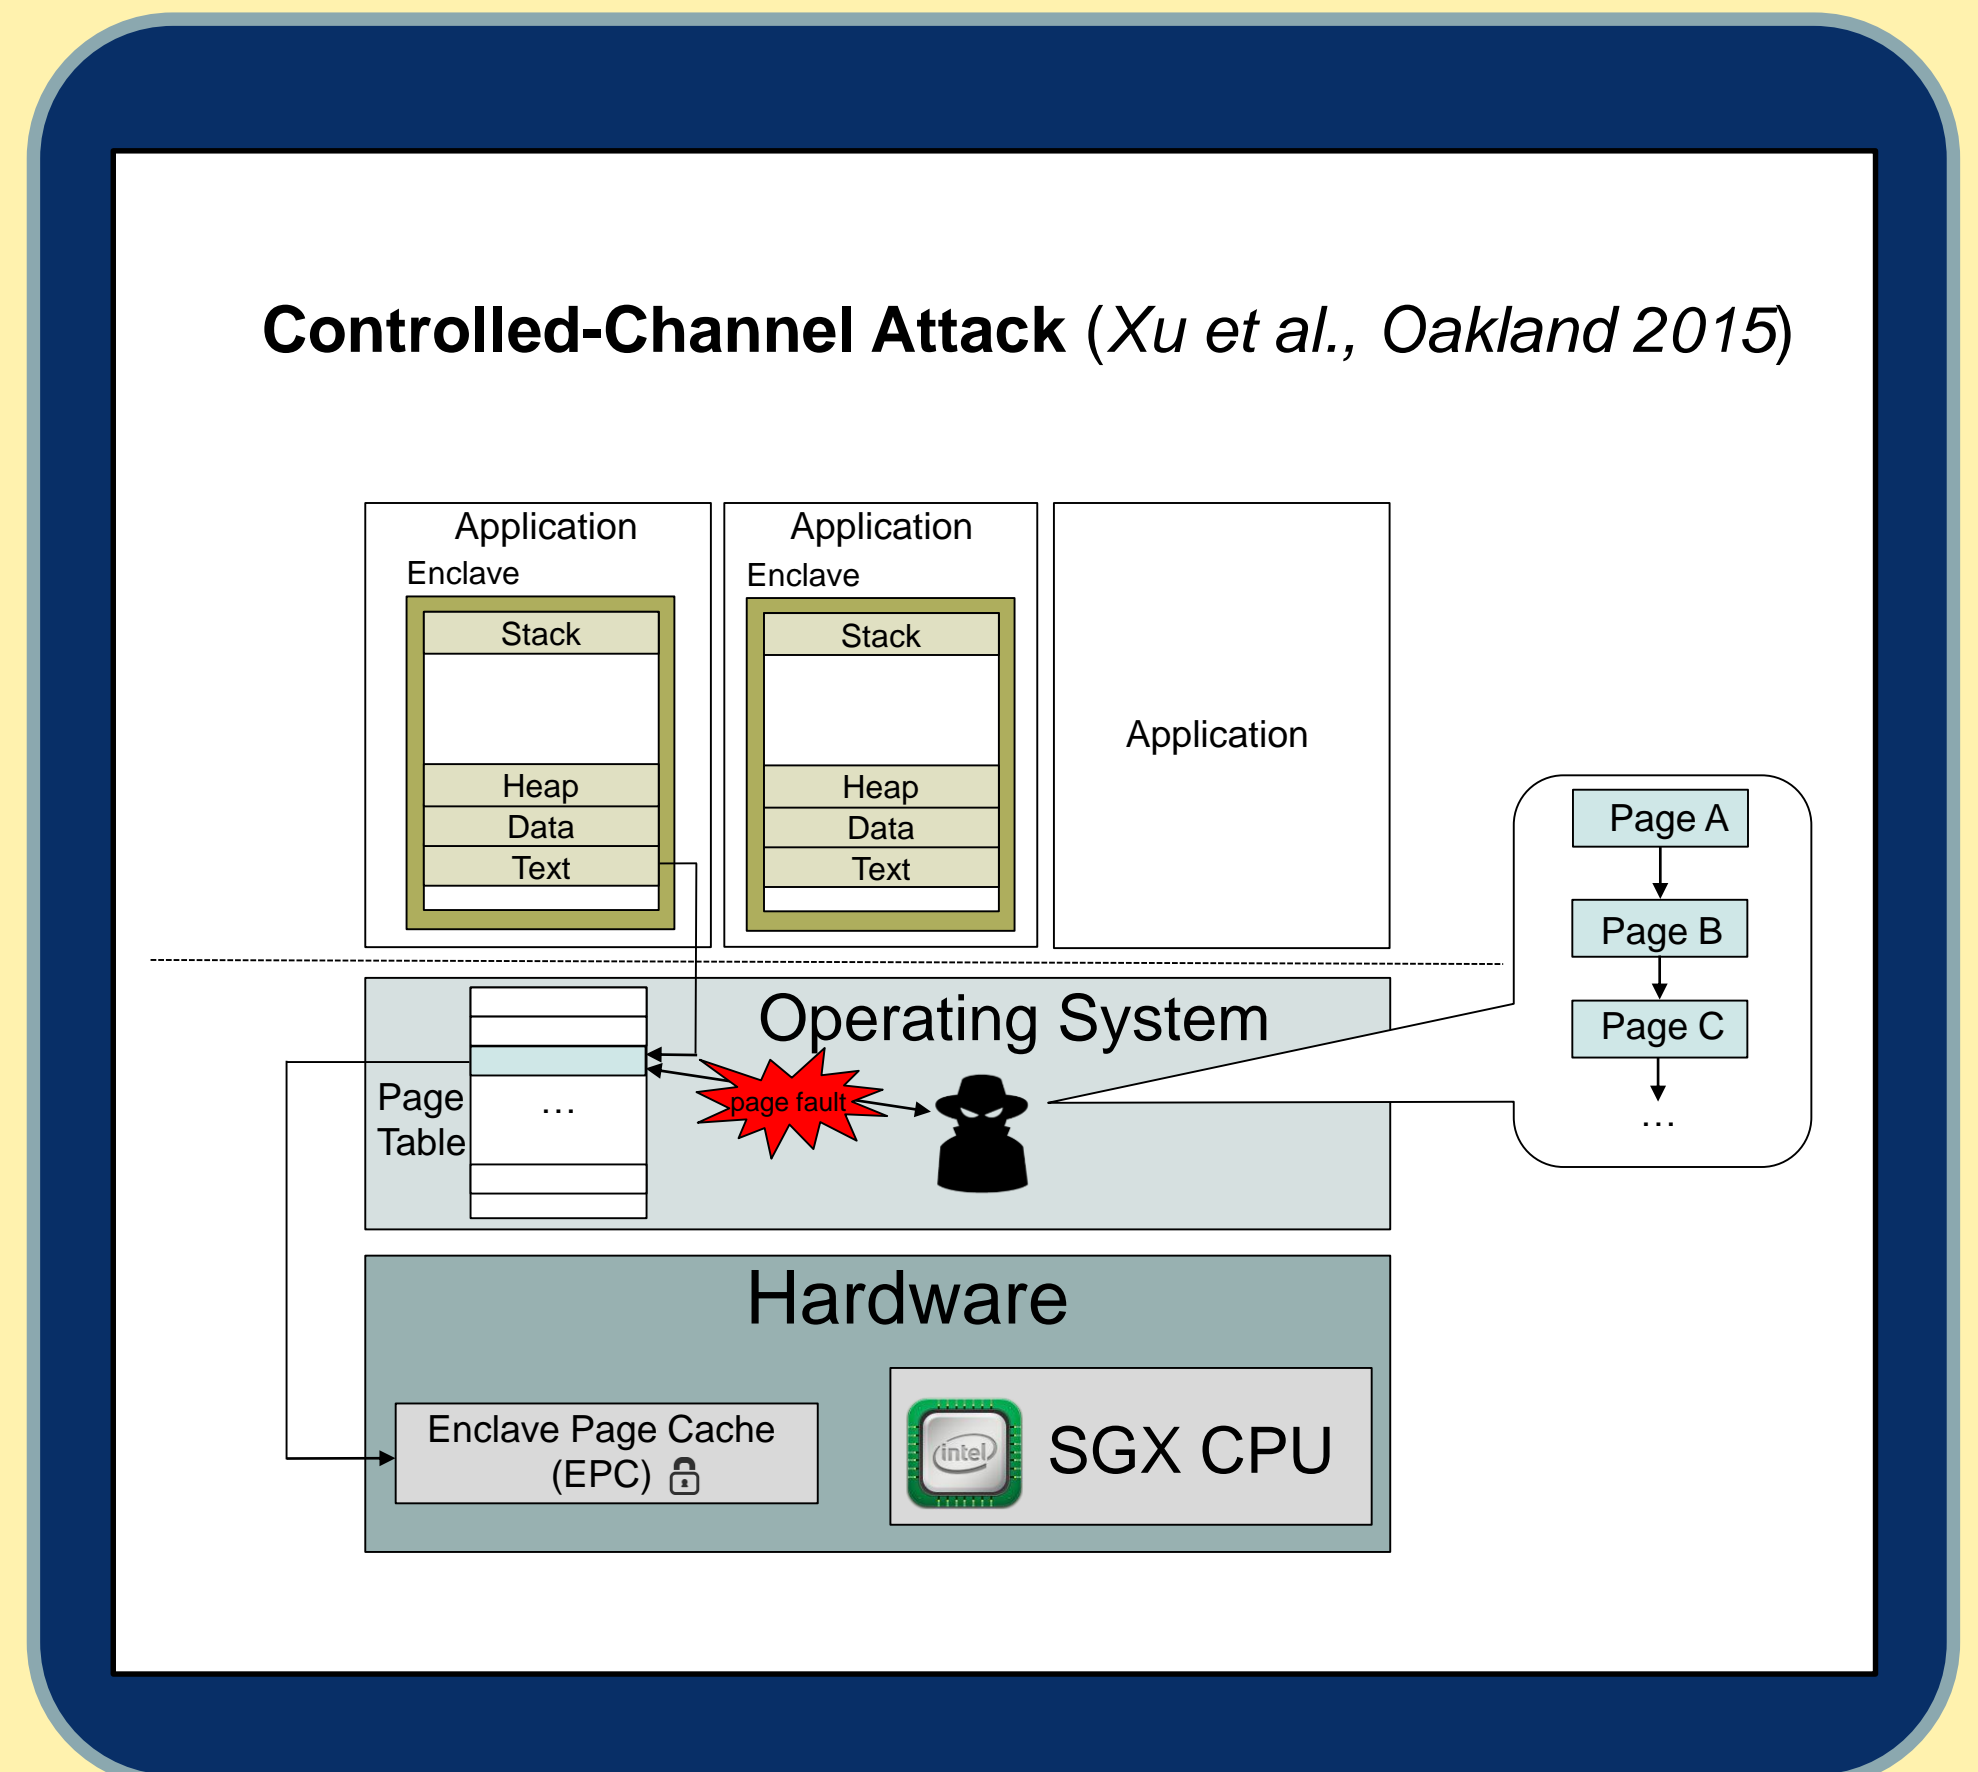 Controlled-Channel Attack (Xu et al., Oakland 2015)
Application
Enclave
Stack
Heap
Data
Text
Application
Enclave
Stack
Heap
Data
Text
Application
Page A
Page B
Page C
...
Operating System
Page
Table
...
page fault
Hardware
Enclave Page Cache
(EPC)
intel
SGX CPU